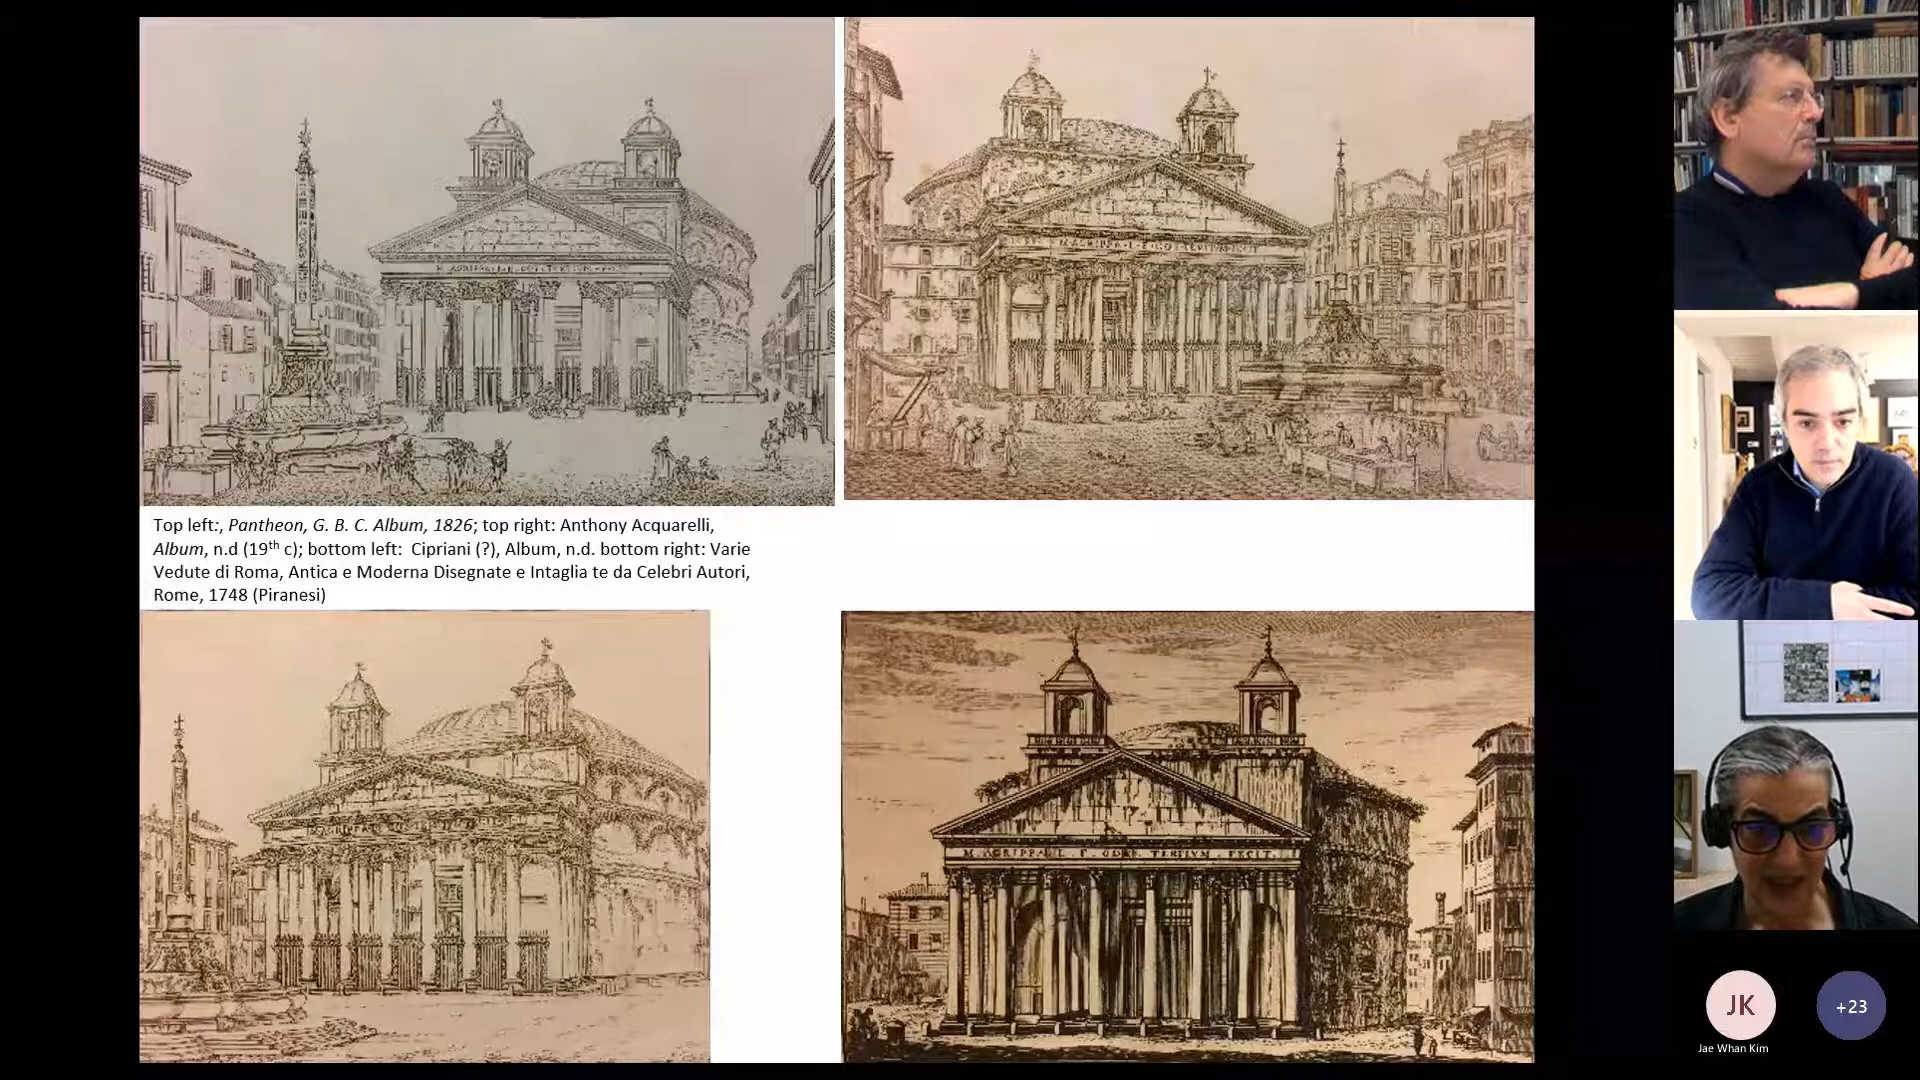 Top left:, Pantheon, G. B. C. Album, 1826; top right: Anthony Acquarelli,
Album, n.d (19th c); bottom left:  Cipriani (?), Album, n.d. bottom right: Varie
Vedute di Roma, Antica e Moderna Disegnate e Intaglia te da Celebri Autori,
Rome, 1748 (Piranesi)
M. AGRIPPA
TERTIVM FECIT
JK
+23
Jae Whan Kim